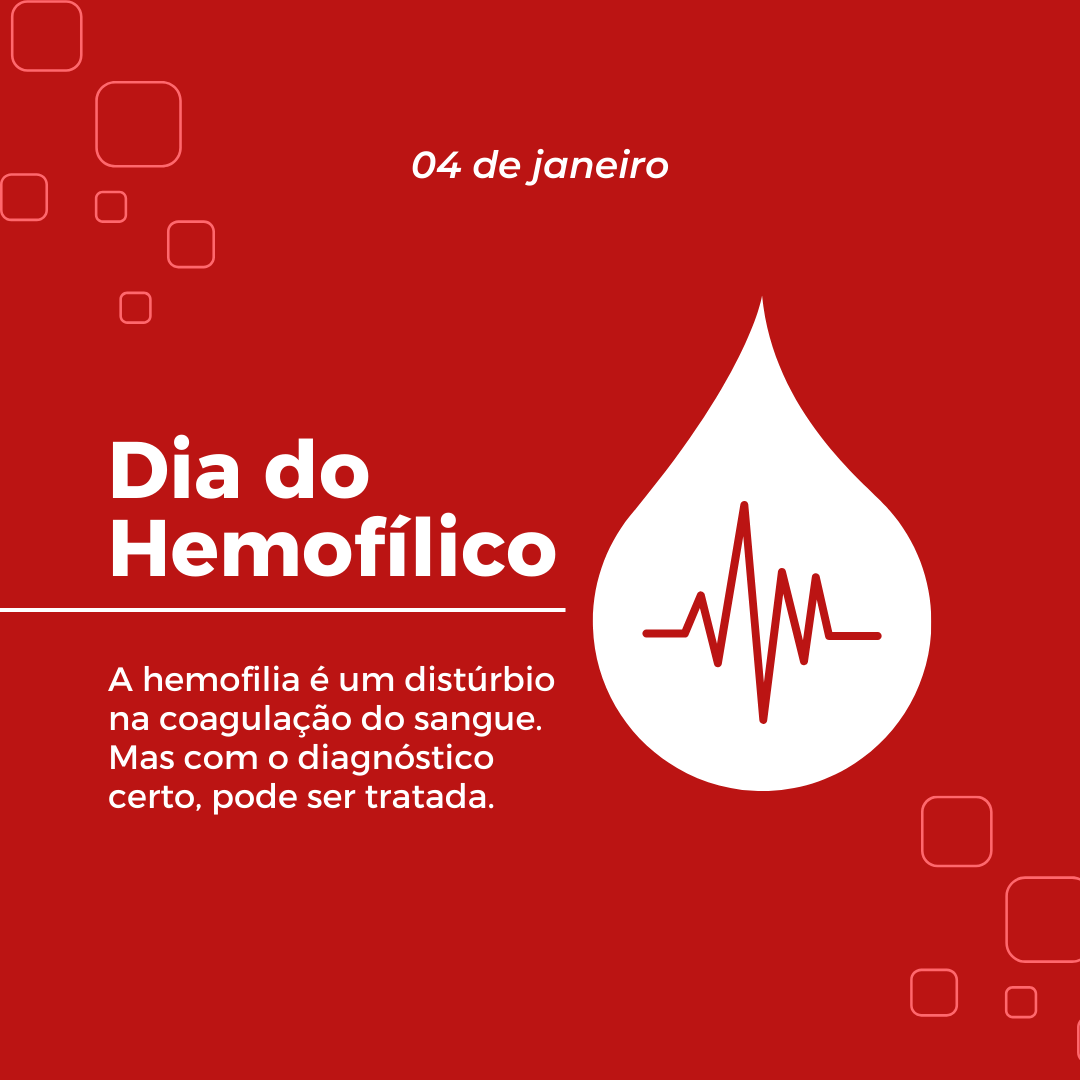 04 de janeiro
Dia do
Hemofílico
A hemofilia é um distúrbio
na coagulação do sangue.
Mas com o diagnóstico
certo, pode ser tratada.